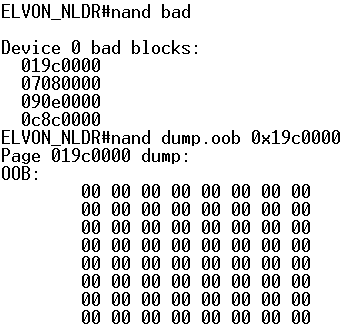 ELVON_NLDR#nand bad
Device 0 bad blocks:
019c0000
07080000
090e0000
0c8c0000
ELVON_NLDR#nand dump.oob 0x19c0000
Page 019c0000 dump:
OOB:
00 00 00 00 00 00 00 00
00 00 00 00 00 00 00 00
00 00 00 00 00 00 00 00
00 00 00 00 00 00 00 00
00 00 00 00 00 00 00 00
00 00 00 00 00 00 00 00
00 00 00 00 00 00 00 00
00 00 00 00 00 00 00 00